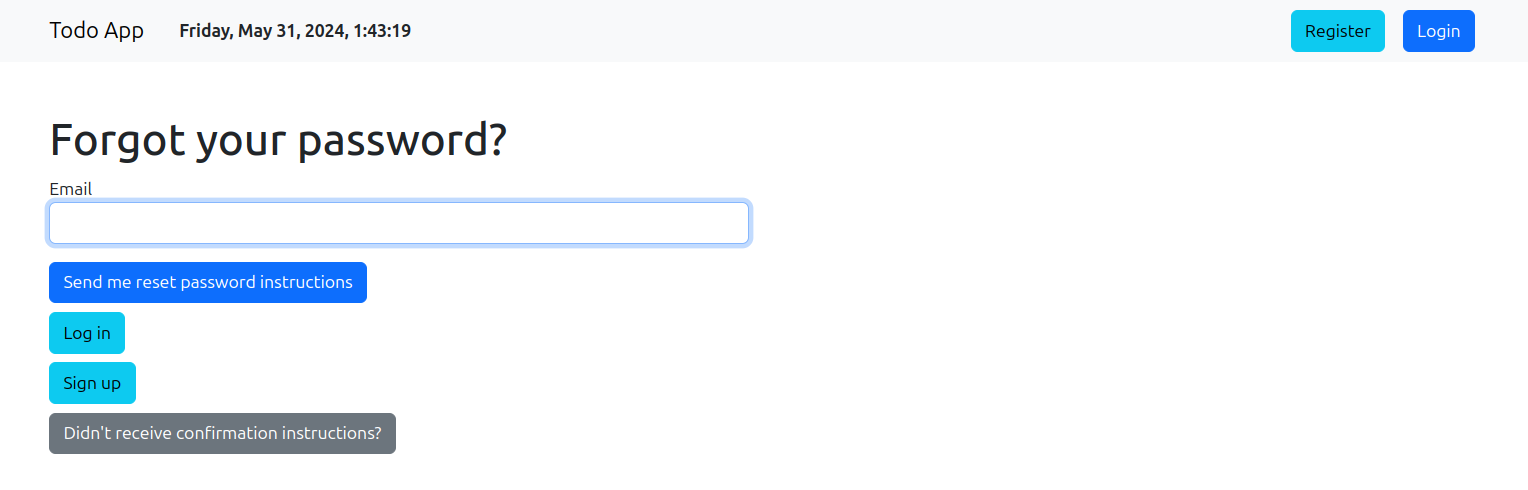 Todo App Friday, May 31, 2024, 1:43:19 Register Login
Forgot your password?
Email
Send me reset password instructions
Log in
Sign up
Didn't receive confirmation instructions?